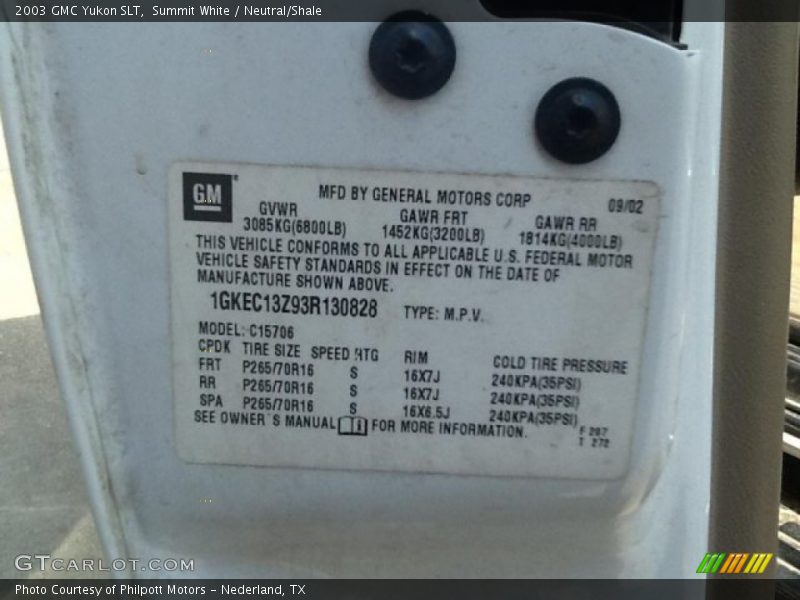 2003 GMC Yukon SLT, Summit White / Neutral/Shale
GM
MFD BY GENERAL MOTORS CORP 09/02
GVWR GAWR FRT GAWR RR
3085KG(6800LB) 1452KG(3200LB) 1814KG(4000LB)
THIS VEHICLE CONFORMS TO ALL APPLICABLE U.S. FEDERAL MOTOR
VEHICLE SAFETY STANDARDS IN EFFECT ON THE DATE OF
MANUFACTURE SHOWN ABOVE.
1GKEC13Z93R130828 TYPE: M.P.V.
MODEL: C15706
CPDK TIRE SIZE SPEED RTG RIM COLD TIRE PRESSURE
FRT P265/70R16 S 16X7J 240KPA(35PSI)
RR P265/70R16 S 16X7J 240KPA(35PSI)
SPA P265/70R16 S 16X6.5J 240KPA(35PSI)
SEE OWNER'S MANUAL FOR MORE INFORMATION.
F 287
T 272
GTCARLOT.COM
Photo Courtesy of Philpott Motors - Nederland, TX